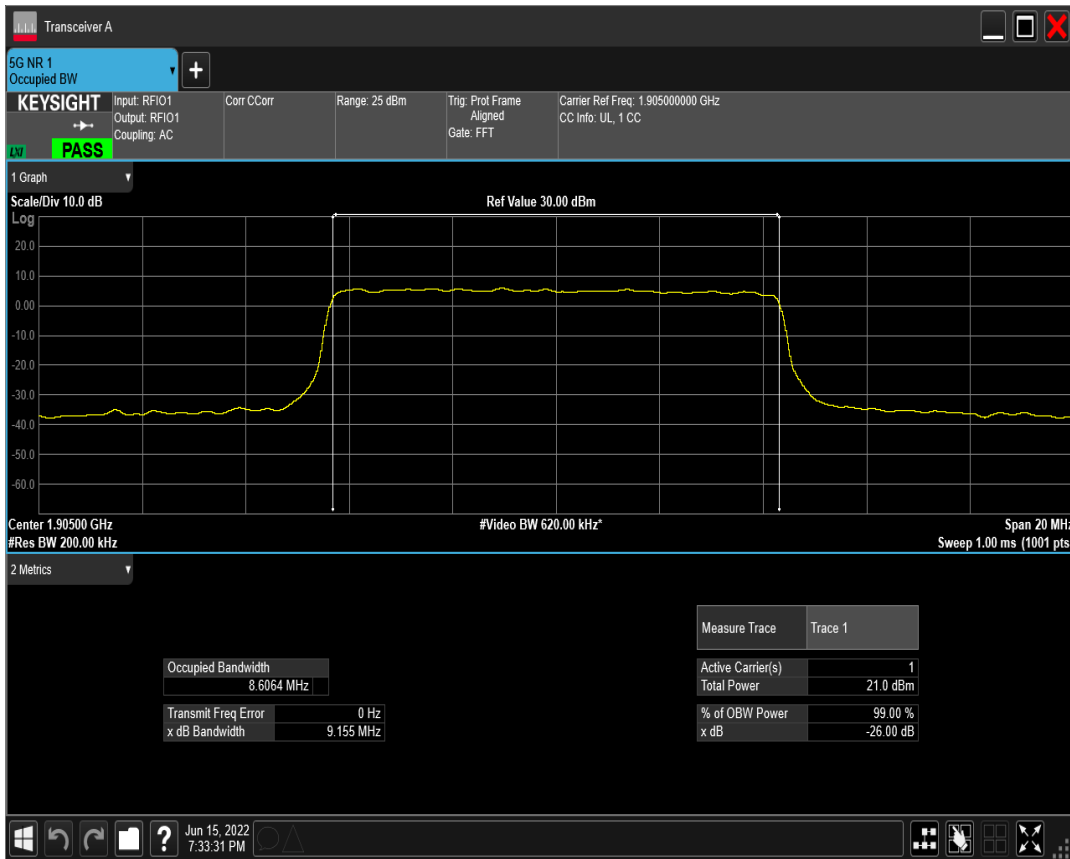 Transceiver A
5G NR 1
Occupied BW
+
KEYSIGHT
LXI
PASS
Input: RFIO1
Output: RFIO1
Coupling: AC
Corr CCorr
Range: 25 dBm
Trig: Prot Frame
Aligned
Gate: FFT
Carrier Ref Freq: 1.905000000 GHz
CC Info: UL, 1 CC
1 Graph
Scale/Div 10.0 dB
Ref Value 30.00 dBm
Log
20.0
10.0
0.00
-10.0
-20.0
-30.0
-40.0
-50.0
-60.0
Center 1.90500 GHz
#Video BW 620.00 kHz*
Span 20 MHz
#Res BW 200.00 kHz
Sweep 1.00 ms (1001 pts
2 Metrics
Measure Trace Trace 1
Occupied Bandwidth
8.6064 MHz
Active Carrier(s) 1
Total Power 21.0 dBm
Transmit Freq Error 0 Hz
x dB Bandwidth 9.155 MHz
% of OBW Power 99.00 %
x dB -26.00 dB
?
Jun 15, 2022
7:33:31 PM